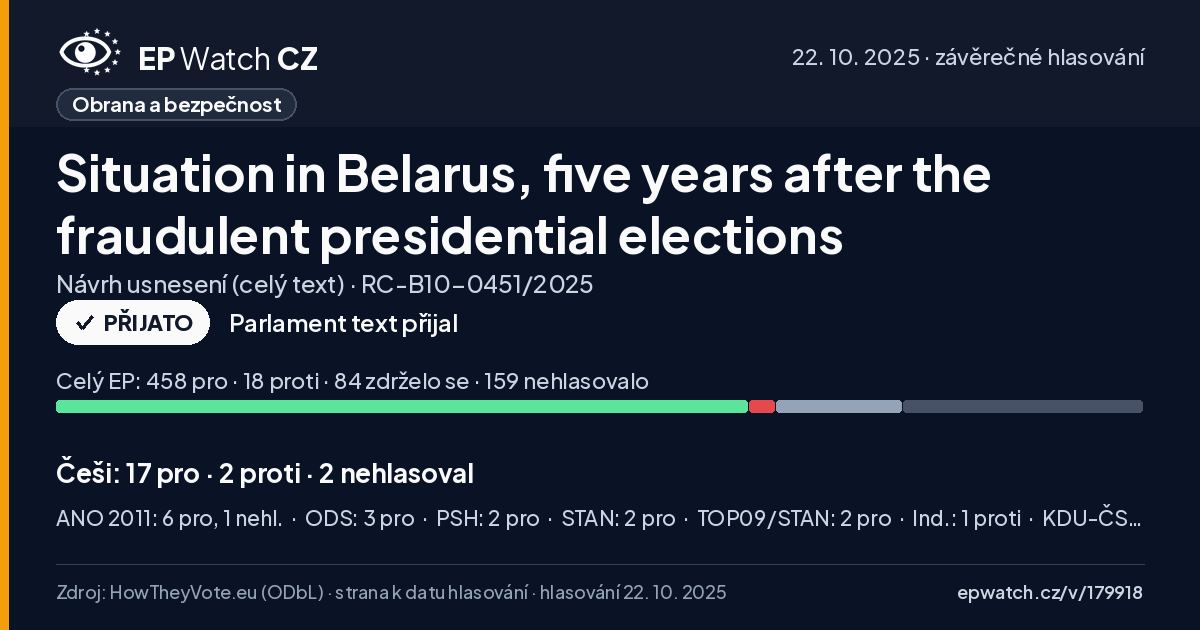 EP Watch CZ
22. 10. 2025 · závěrečné hlasování
Obrana a bezpečnost
Situation in Belarus, five years after the
fraudulent presidential elections
Návrh usnesení (celý text) · RC-B10-0451/2025
✓ PŘIJATO Parlament text přijal
Celý EP: 458 pro · 18 proti · 84 zdrželo se · 159 nehlasovalo
Češi: 17 pro · 2 proti · 2 nehlasoval
ANO 2011: 6 pro, 1 nehl. · ODS: 3 pro · PSH: 2 pro · STAN: 2 pro · TOP09/STAN: 2 pro · Ind.: 1 proti · KDU-ČS…
Zdroj: HowTheyVote.eu (ODbL) · strana k datu hlasování · hlasování 22. 10. 2025
epwatch.cz/v/179918